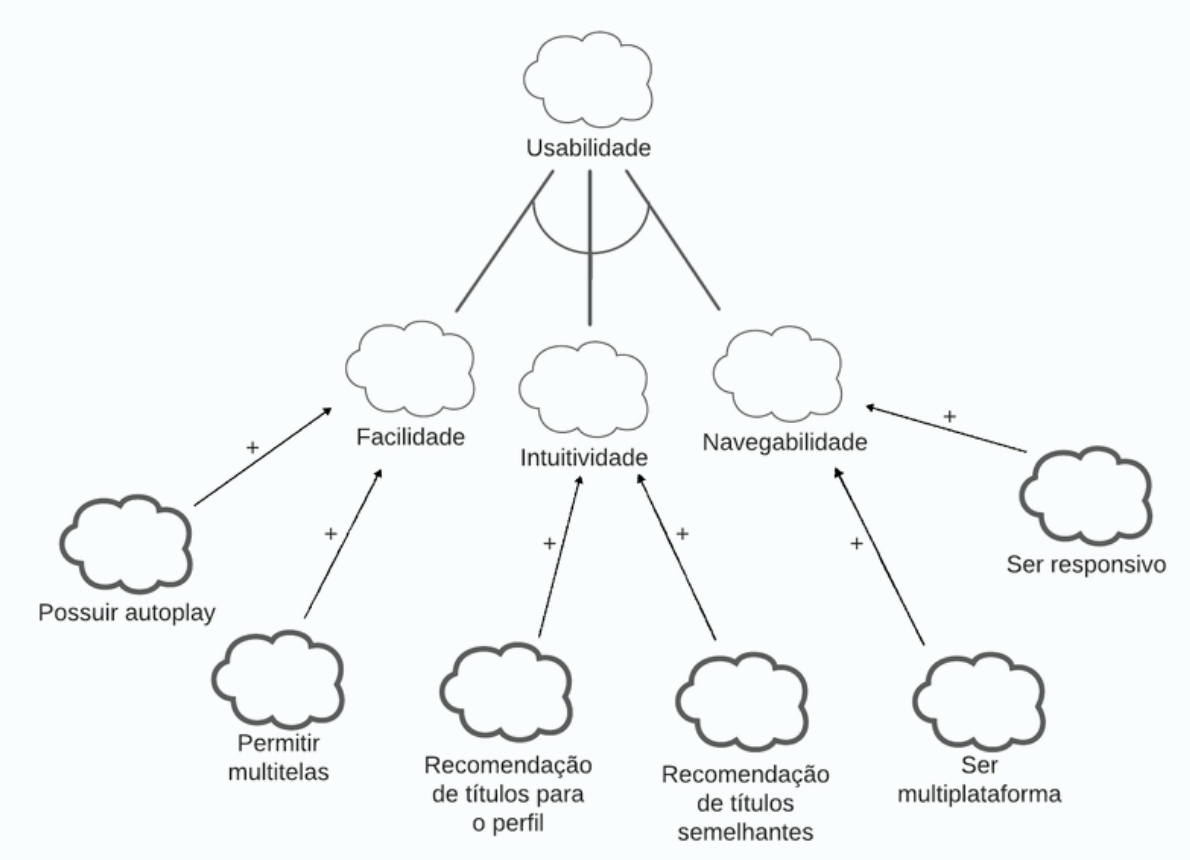 Usabilidade
Facilidade
Intuitividade
Navegabilidade
+
+
+
+
+
+
Ser responsivo
Possuir autoplay
Permitir
multitelas
Recomendação
de títulos para
o perfil
Recomendação
de títulos
semelhantes
Ser
multiplataforma